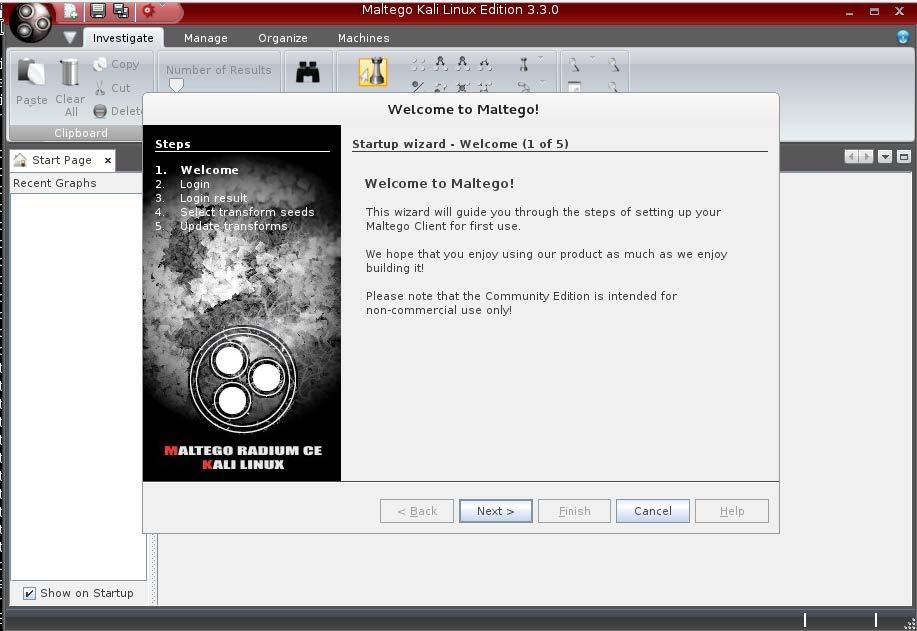 Maltego Kali Linux Edition 3.3.0
Investigate Manage Organize Machines
Copy
Cut
Delet
Paste Clear All
Number of Results
Clipboard
Start Page
Recent Graphs
Welcome to Maltego!
Steps
1. Welcome
2. Login
3. Login result
4. Select transform seeds
5. Update transforms
MALTEGO RADIUM CE
KALI LINUX
Startup wizard - Welcome (1 of 5)
Welcome to Maltego!
This wizard will guide you through the steps of setting up your
Maltego Client for first use.
We hope that you enjoy using our product as much as we enjoy
building it!
Please note that the Community Edition is intended for
non-commercial use only!
< Back Next > Finish Cancel Help
Show on Startup